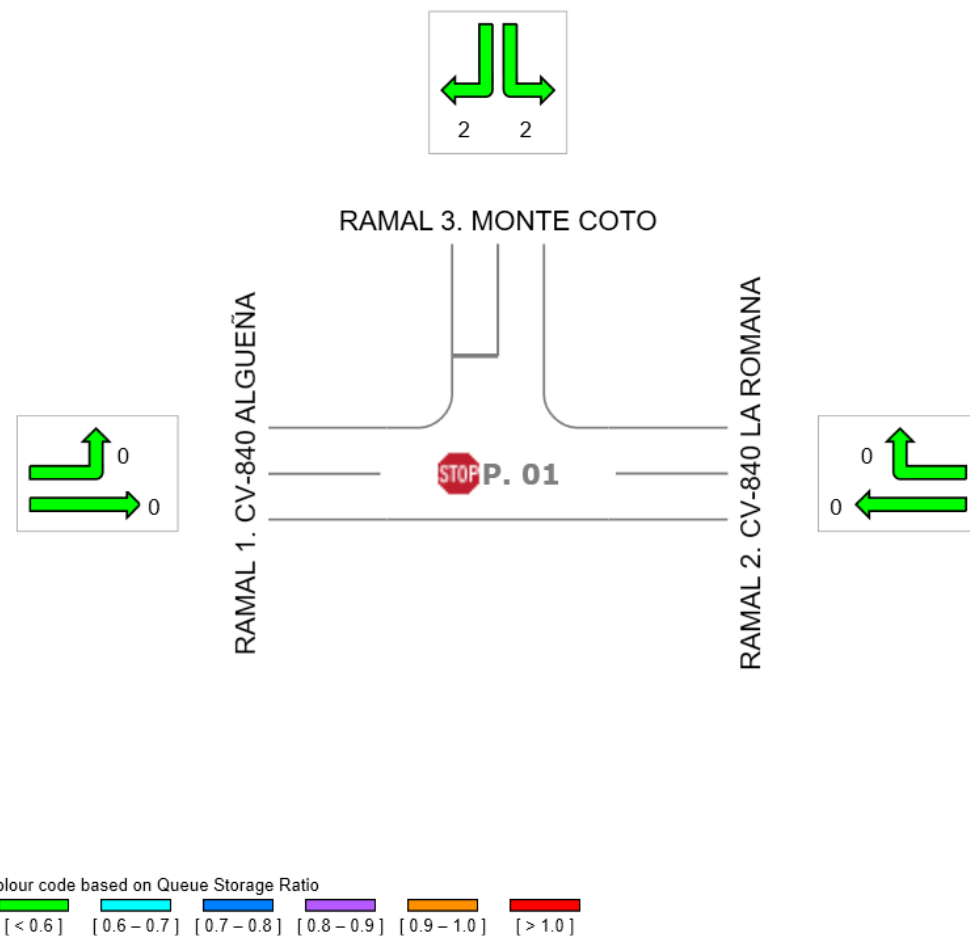 2 2
RAMAL 3. MONTE COTO
RAMAL 1. CV-840 ALGUEÑA
RAMAL 2. CV-840 LA ROMANA
0
0
STOP P. 01
0
0
olour code based on Queue Storage Ratio
[ < 0.6 ] [ 0.6 – 0.7 ] [ 0.7 – 0.8 ] [ 0.8 – 0.9 ] [ 0.9 – 1.0 ] [ > 1.0 ]